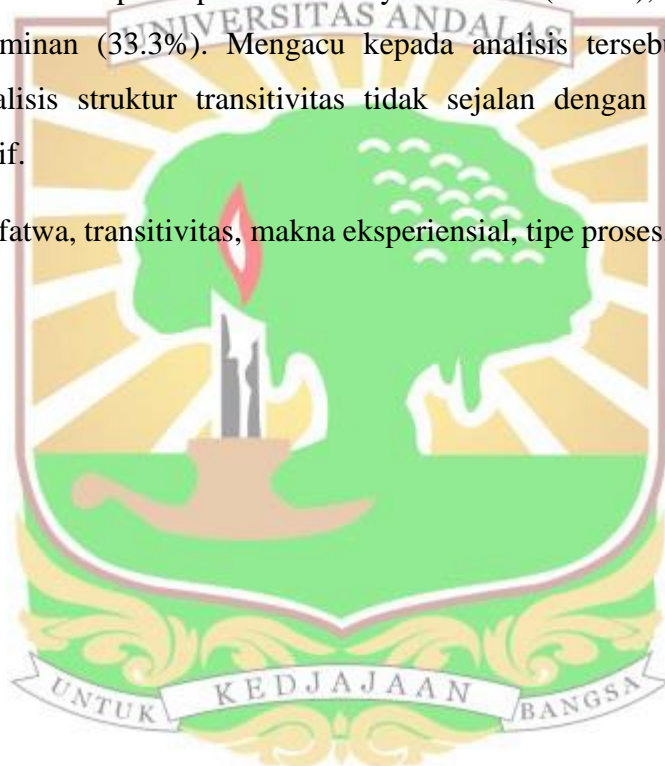 UNIVERSITAS ANDALAS
minan (33.3%). Mengacu kepada analisis tersebu
alisis struktur transitivitas tidak sejalan dengan
if.
fatwa, transitivitas, makna eksperiensial, tipe proses
UNTUK KEDJAJAAN BANGSA